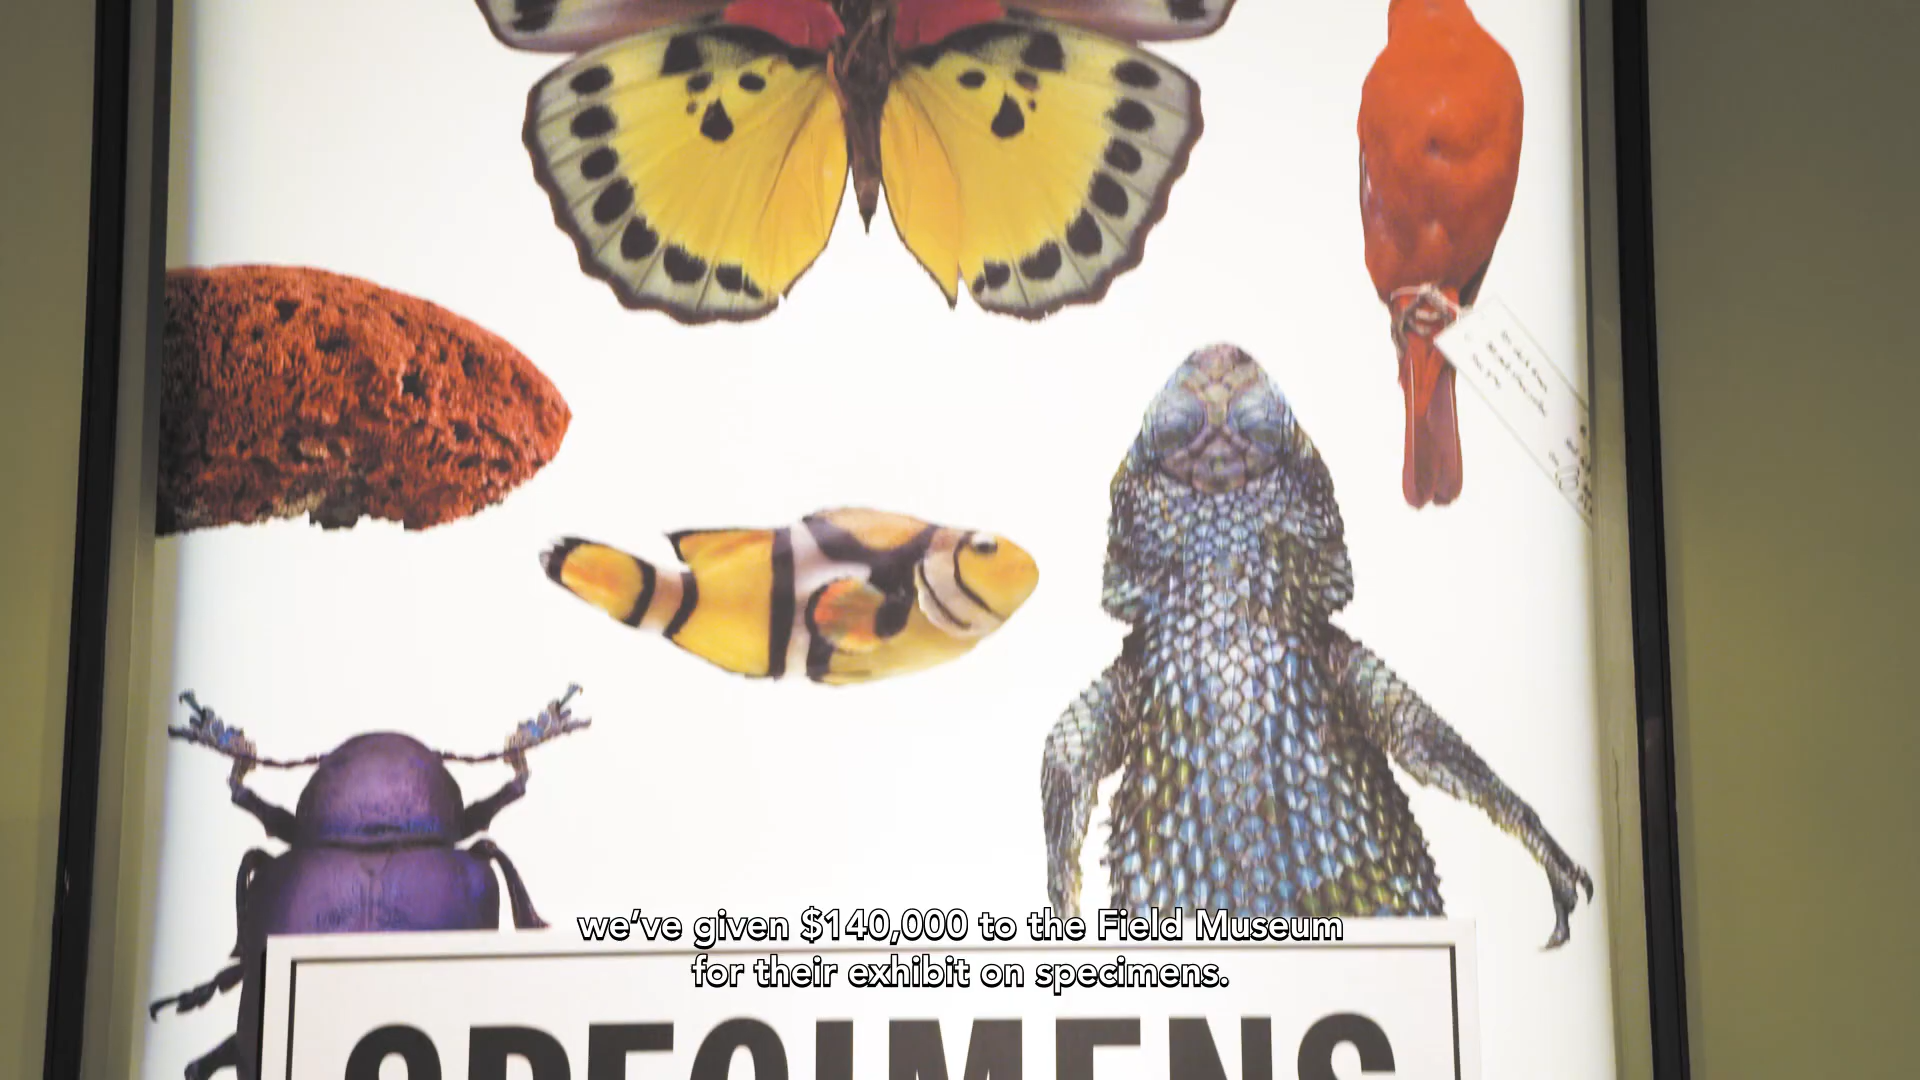 we've given $140,000 to the Field Museum
for their exhibit on specimens.
SPECIMENS